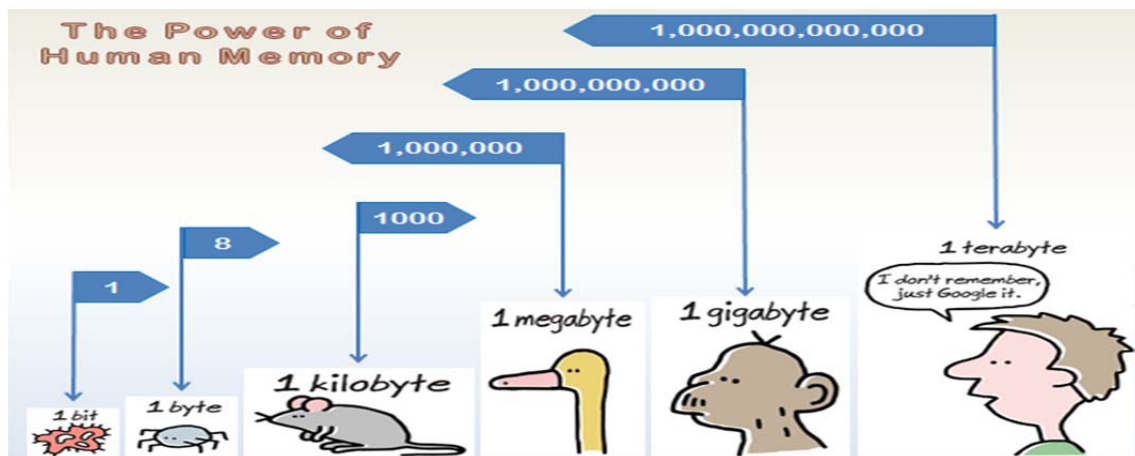 The Power of
Human Memory
1,000,000,000,000
1,000,000,000
1,000,000
1000
8
1
1 terabyte
I don't remember,
just Google it.
1 megabyte
1 gigabyte
1 kilobyte
1 bit
1 byte